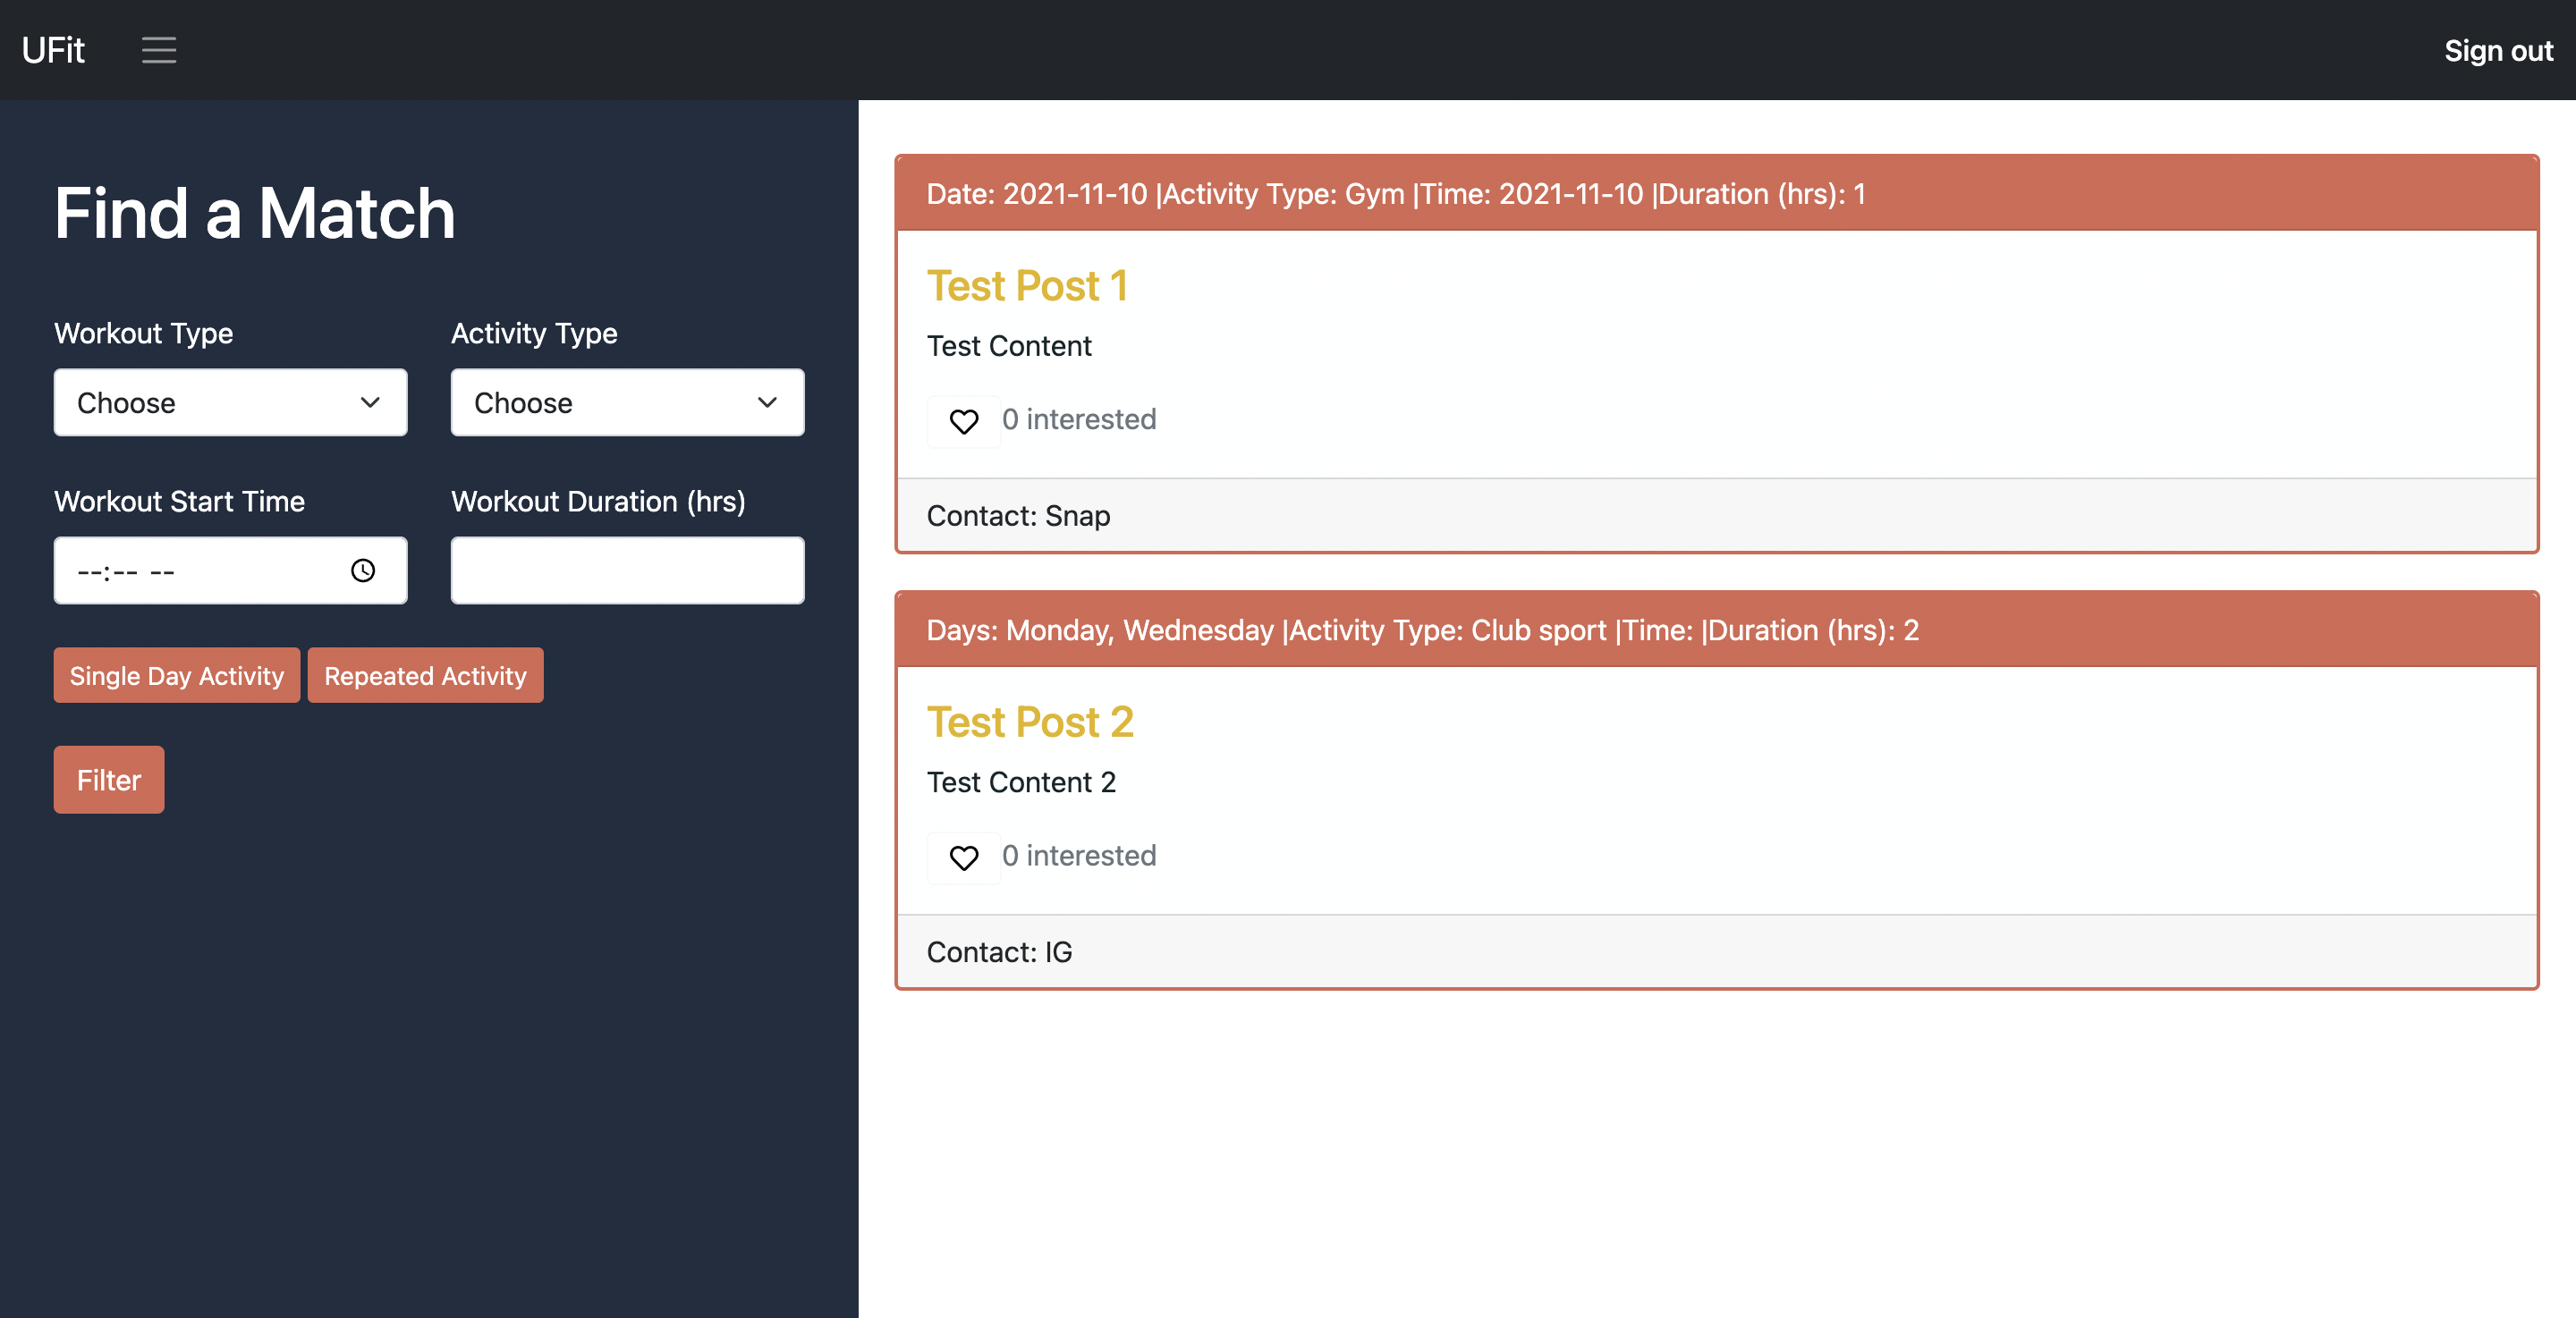 UFit
Sign out
Find a Match
Workout Type
Activity Type
Choose
Choose
Workout Start Time
Workout Duration (hrs)
--:-- --
Single Day Activity
Repeated Activity
Filter
Date: 2021-11-10 |Activity Type: Gym |Time: 2021-11-10 |Duration (hrs): 1
Test Post 1
Test Content
0 interested
Contact: Snap
Days: Monday, Wednesday |Activity Type: Club sport |Time: |Duration (hrs): 2
Test Post 2
Test Content 2
0 interested
Contact: IG